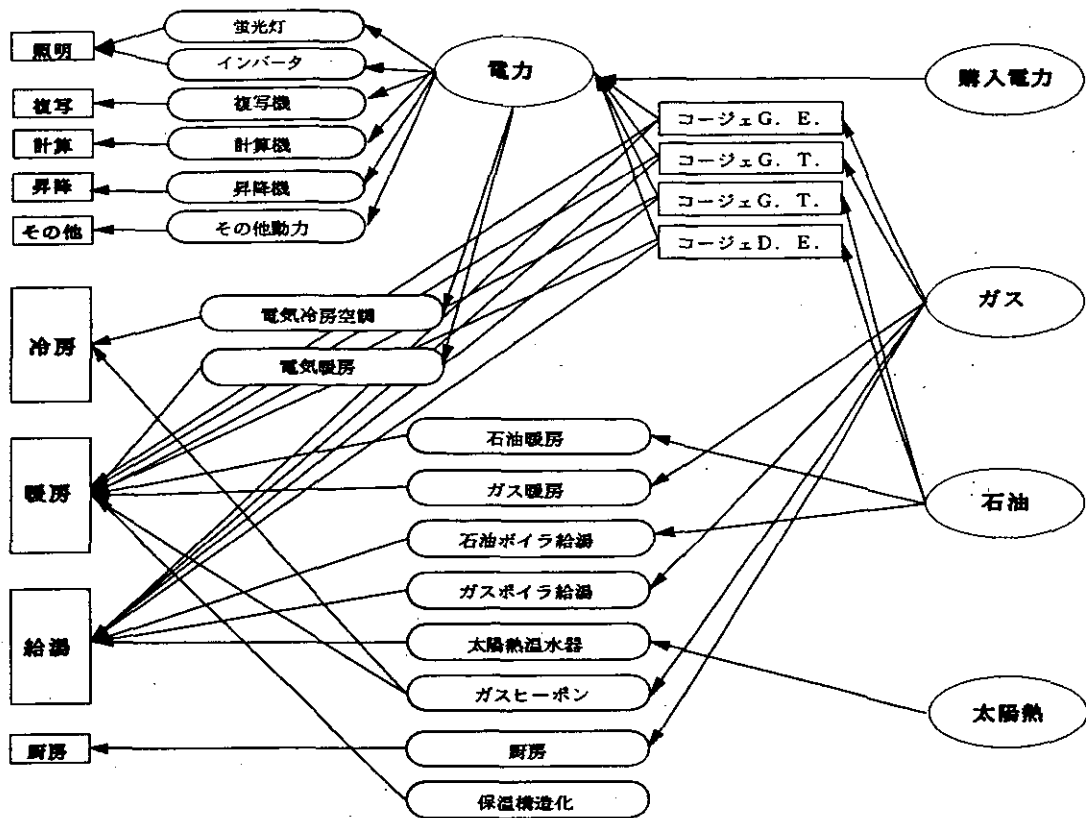 照明
複写
計算
昇降
その他
冷房
暖房
給湯
厨房
蛍光灯
インバータ
複写機
計算機
昇降機
その他動力
電気冷房空調
電気暖房
石油暖房
ガス暖房
石油ボイラ給湯
ガスボイラ給湯
太陽熱温水器
ガスヒーポン
厨房
保温構造化
電力
コージェG. E.
コージェG. T.
コージェG. T.
コージェD. E.
購入電力
ガス
石油
太陽熱